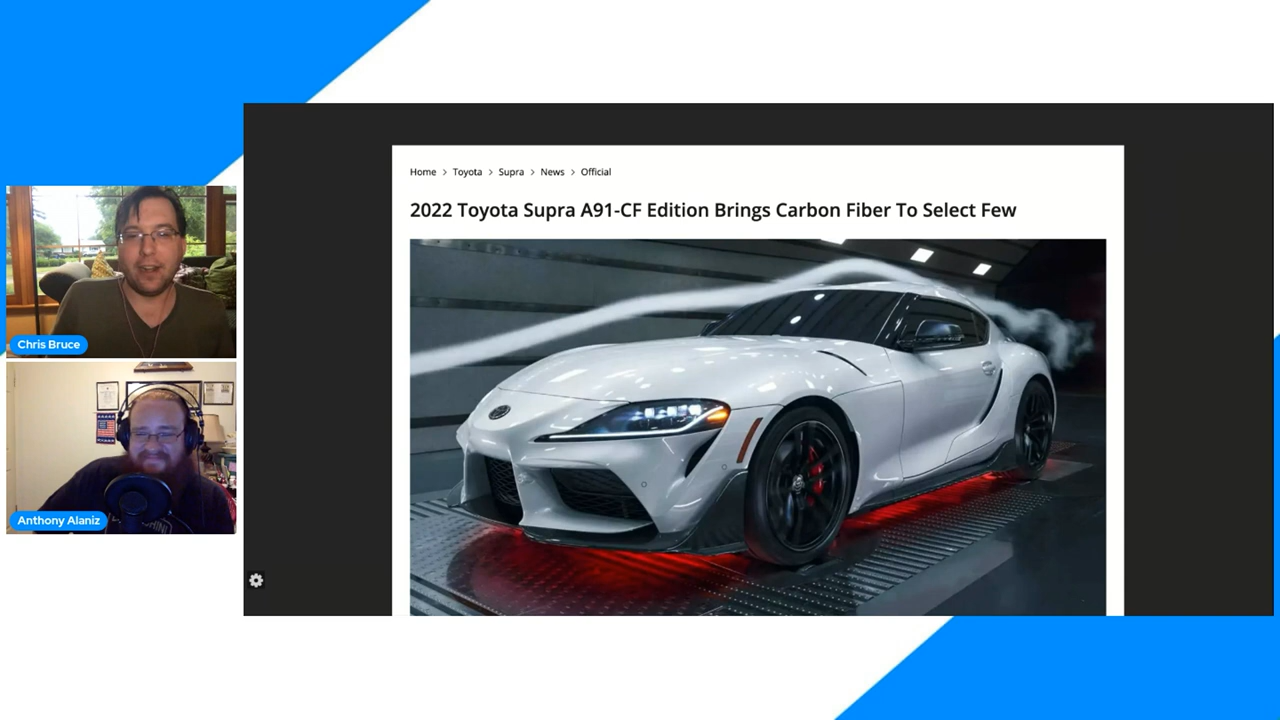 Home > Toyota > Supra > News > Official
2022 Toyota Supra A91-CF Edition Brings Carbon Fiber To Select Few
Chris Bruce
Anthony Alaniz